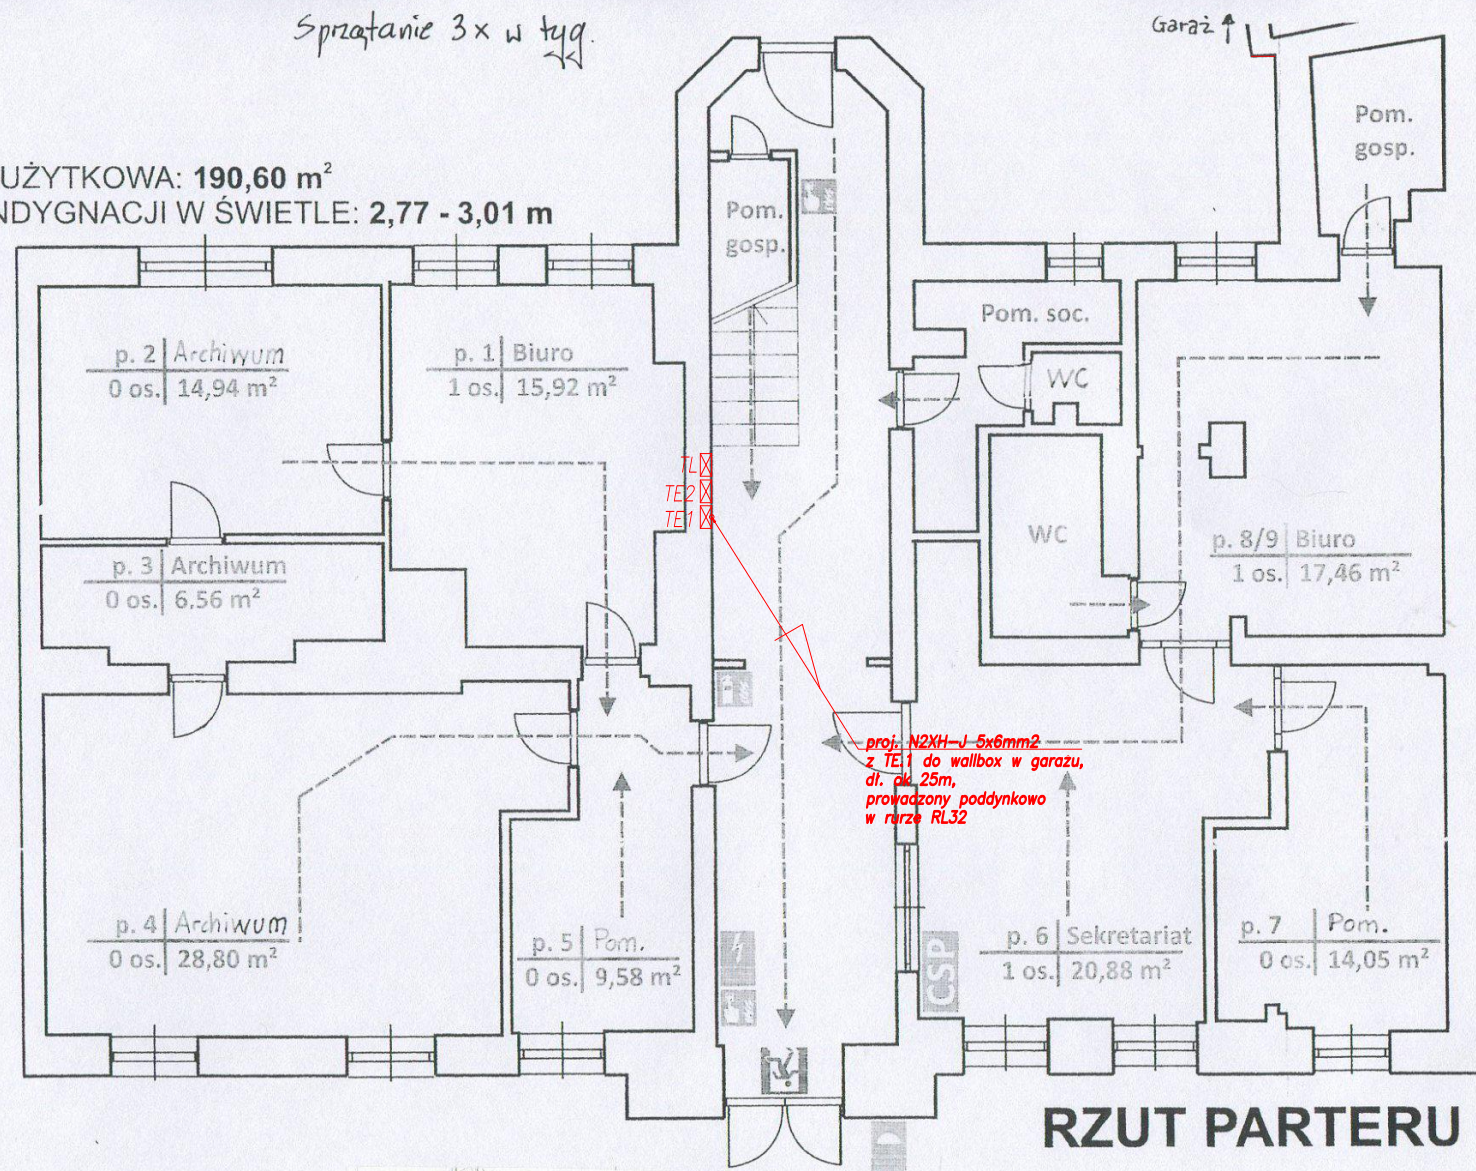 Sprzątanie 3x w tyg.
Garaż
UŻYTKOWA: 190,60 m²
NDYGNACJI W ŚWIETLE: 2,77 - 3,01 m
Pom.
gosp.
Pom.
gosp.
Pom. soc.
p. 2 Archiwum
0 os. 14,94 m²
p. 1 Biuro
1 os. 15,92 m²
WC
TL
TE2
TE1
WC
p. 8/9 Biuro
1 os. 17,46 m²
p. 3 Archiwum
0 os. 6,56 m²
proj. N2XH-J 5x6mm2
z TE.1 do wallbox w garażu,
dł. ok 25m,
prowadzony poddynkowo
w rurze RL32
p. 4 Archiwum
0 os. 28,80 m²
p. 5 Pom.
0 os. 9,58 m²
CSP
p. 6 Sekretariat
1 os. 20,88 m²
p. 7 Pom.
0 os. 14,05 m²
RZUT PARTERU